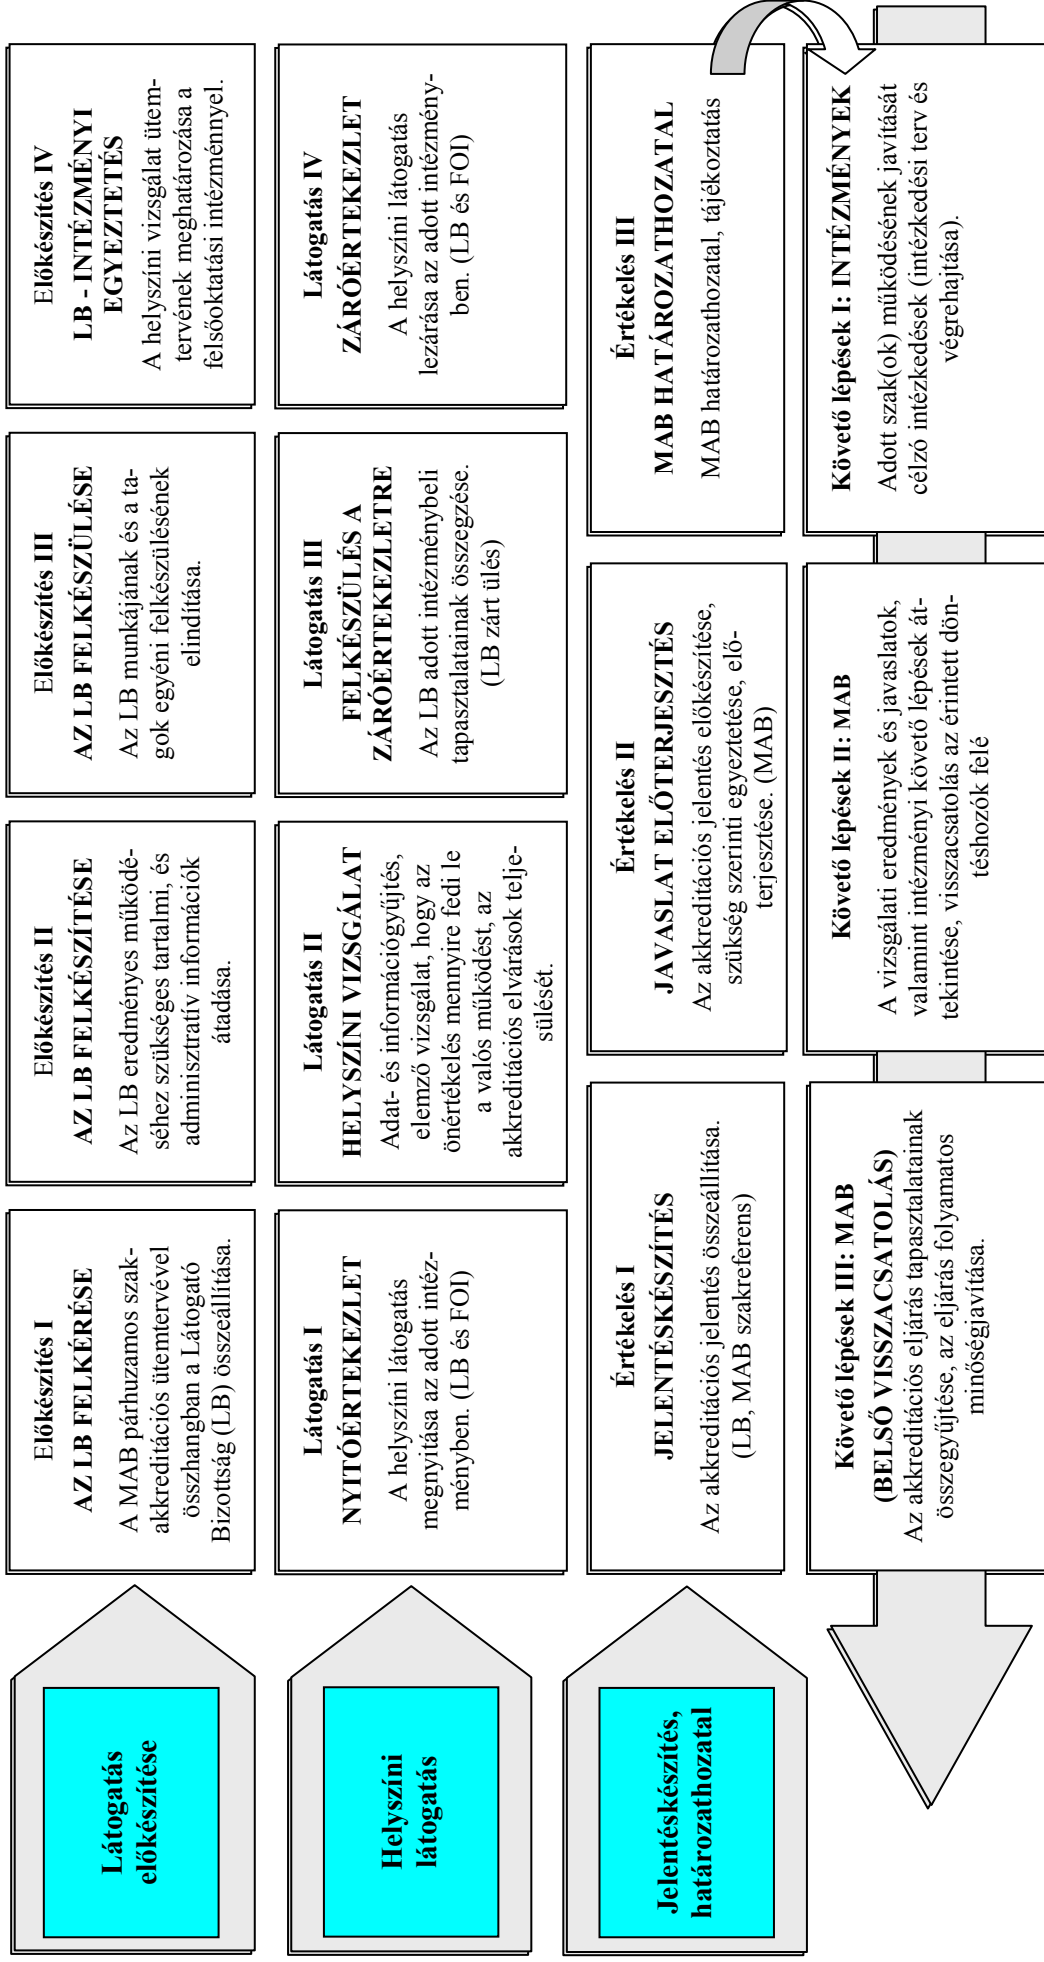 Látogatás
előkészítése
Előkészítés I
AZ LB FELKÉRÉSE
A MAB párhuzamos szak-
akkreditációs ütemtervével
összhangban a Látogató
Bizottság (LB) összeállítása.
Előkészítés II
AZ LB FELKÉSZÍTÉSE
Az LB eredményes működé-
séhez szükséges tartalmi, és
adminisztratív információk
átadása.
Előkészítés III
AZ LB FELKÉSZÜLÉSE
Az LB munkájának és a ta-
gok egyéni felkészülésének
elindítása.
Előkészítés IV
LB - INTÉZMÉNYI
EGYEZTETÉS
A helyszíni vizsgálat ütem-
tervének meghatározása a
felsőoktatási intézménnyel.
Helyszíni
látogatás
Látogatás I
NYITÓÉRTEKEZLET
A helyszíni látogatás
megnyitása az adott intéz-
ményben. (LB és FOI)
Látogatás II
HELYSZÍNI VIZSGÁLAT
Adat- és információgyűjtés,
elemző vizsgálat, hogy az
önértékelés mennyire fedi le
a valós működést, az
akkreditációs elvárások telje-
sülését.
Látogatás III
FELKÉSZÜLÉS A
ZÁRÓÉRTEKEZLETRE
Az LB adott intézménybeli
tapasztalatainak összegzése.
(LB zárt ülés)
Látogatás IV
ZÁRÓÉRTEKEZLET
A helyszíni látogatás
lezárása az adott intézmény-
ben. (LB és FOI)
Jelentéskészítés,
határozathozatal
Értékelés I
JELENTÉSKÉSZÍTÉS
Az akkreditációs jelentés összeállítása.
(LB, MAB szakreferens)
Értékelés II
JAVASLAT ELŐTERJESZTÉS
Az akkreditációs jelentés előkészítése,
szükség szerinti egyeztetése, elő-
terjesztése. (MAB)
Értékelés III
MAB HATÁROZATHOZATAL
MAB határozathozatal, tájékoztatás
Követő lépések III: MAB
(BELSŐ VISSZACSATOLÁS)
Az akkreditációs eljárás tapasztalatainak
összegyűjtése, az eljárás folyamatos
minőségjavítása.
Követő lépések II: MAB
A vizsgálati eredmények és javaslatok,
valamint intézményi követő lépések át-
tekintése, visszacsatolás az érintett dön-
téshozók felé
Követő lépések I: INTÉZMÉNYEK
Adott szak(ok) működésének javítását
célzó intézkedések (intézkedési terv és
végrehajtása).